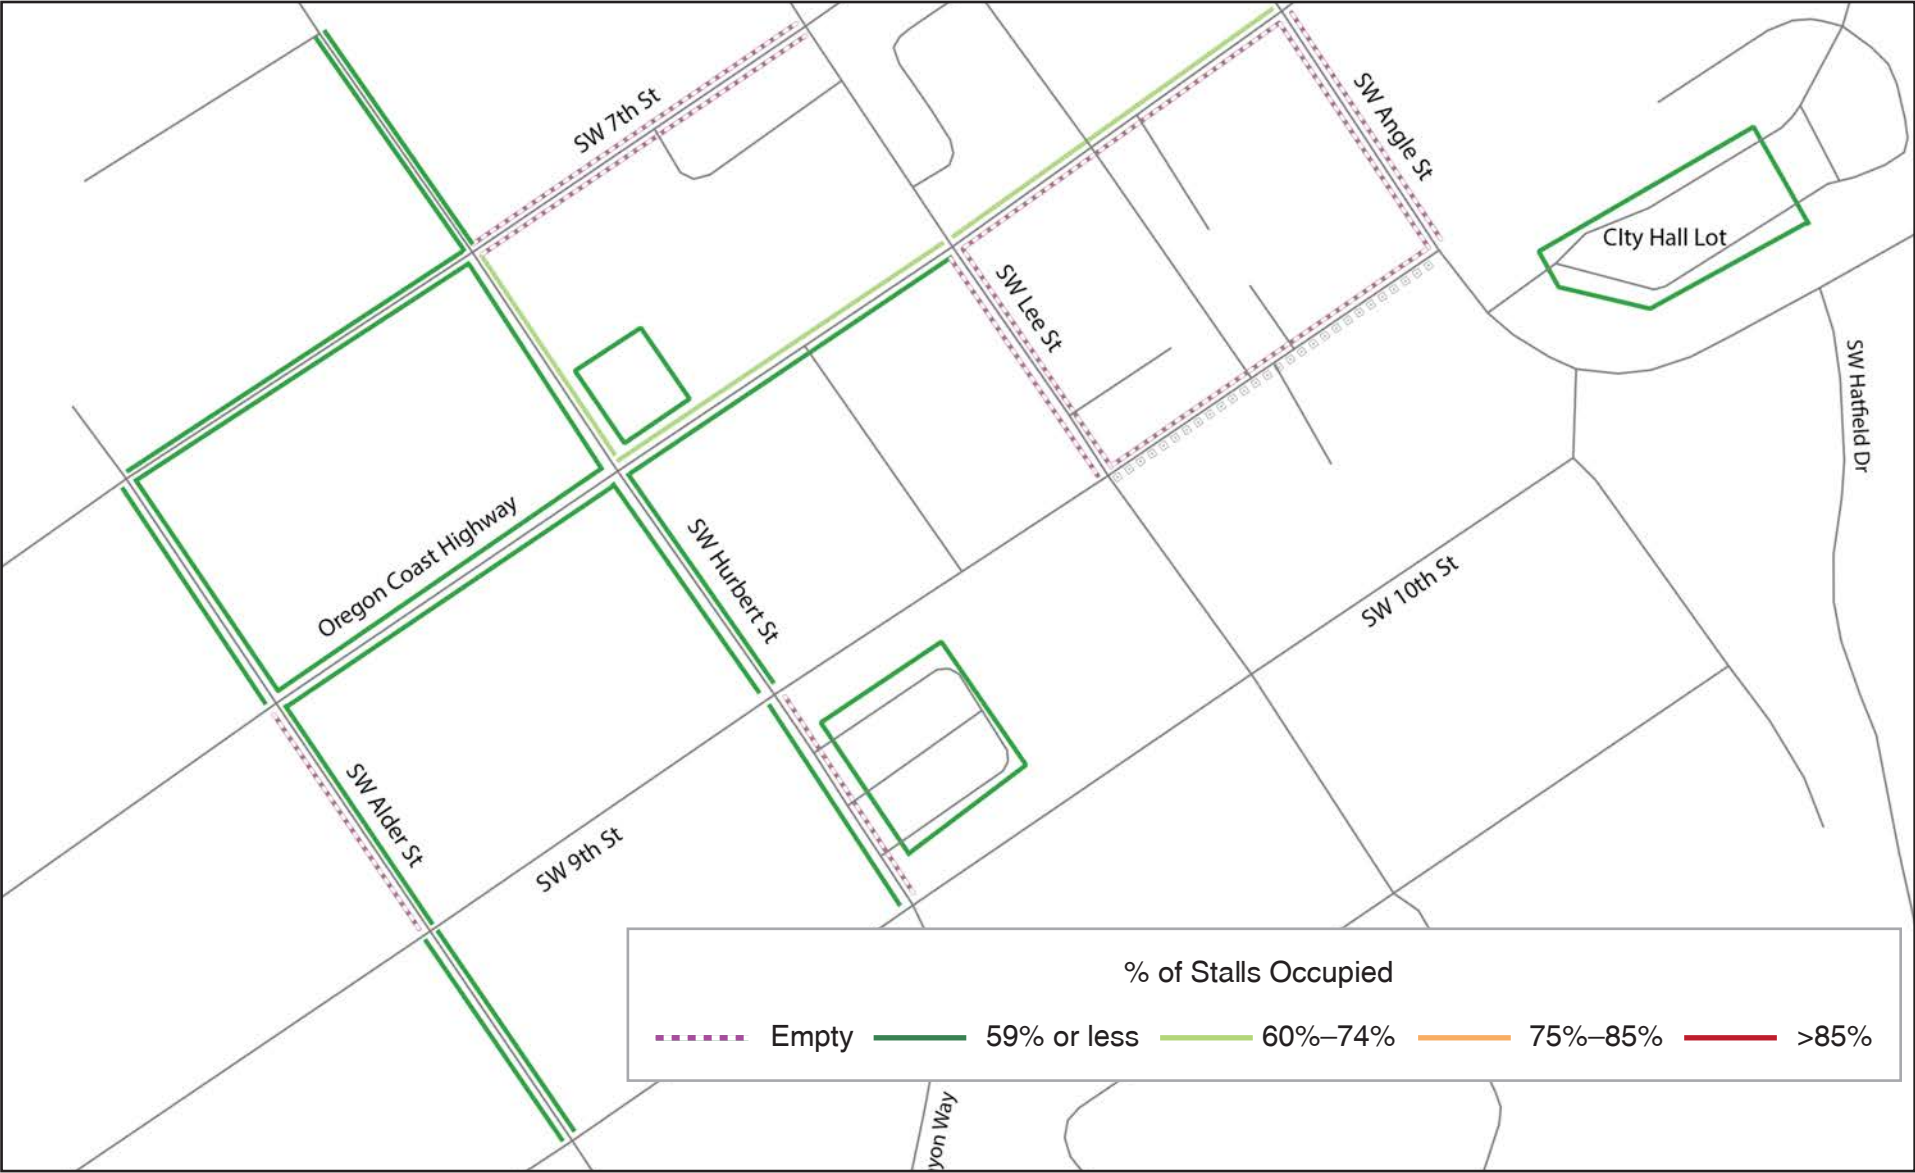 SW 7th St
SW Angle St
CIty Hall Lot
SW Lee St
SW Hatfield Dr
Oregon Coast Highway
SW Hurbert St
SW 10th St
SW Alder St
SW 9th St
% of Stalls Occupied
Empty 59% or less 60%–74% 75%–85% >85%
yon Way